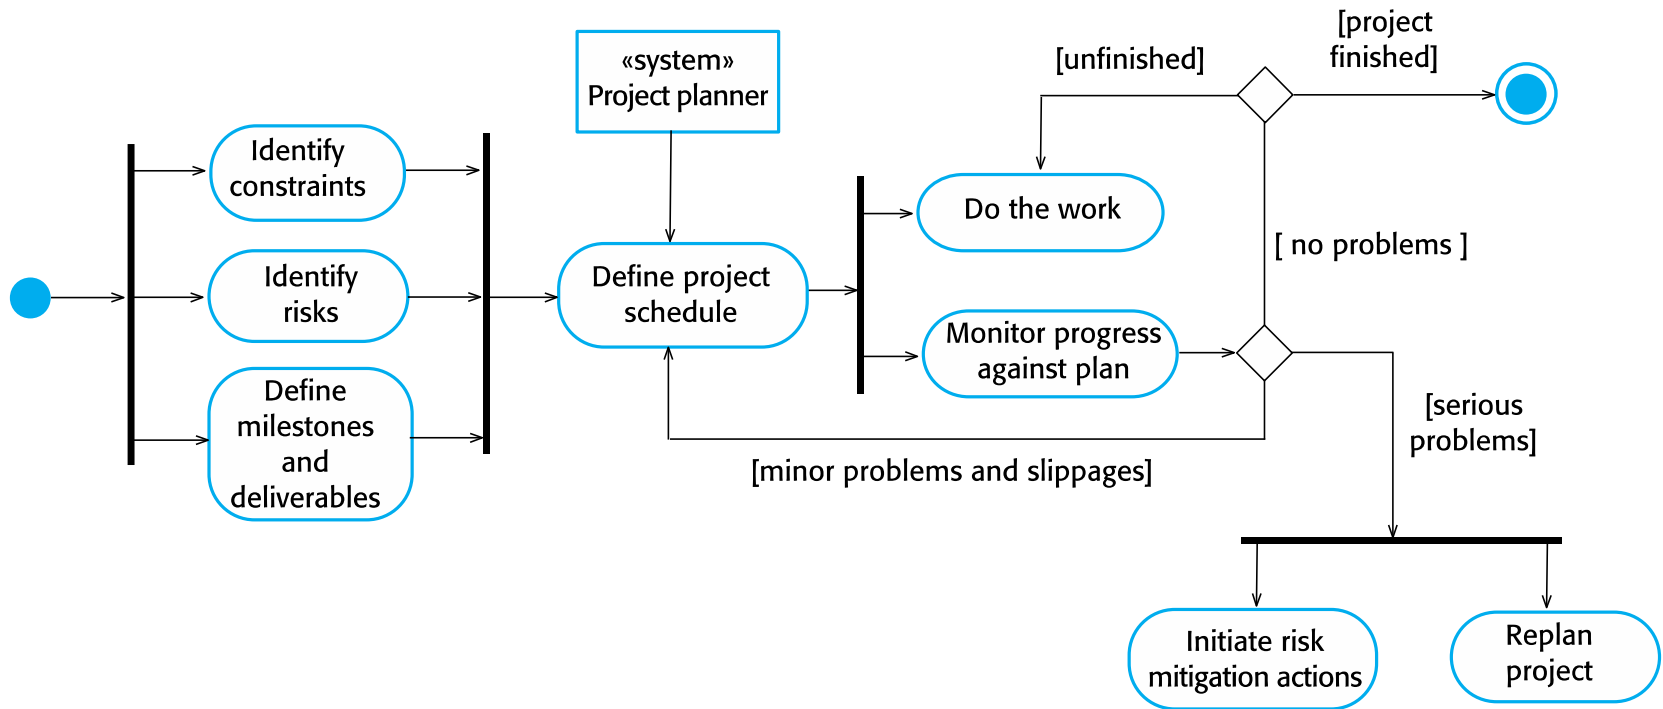 [project
finished]
[unfinished]
«system»
Project planner
Identify
constraints
Do the work
[ no problems ]
Identify
risks
Define project
schedule
Monitor progress
against plan
Define
milestones
and
deliverables
[serious
problems]
[minor problems and slippages]
Initiate risk
mitigation actions
Replan
project